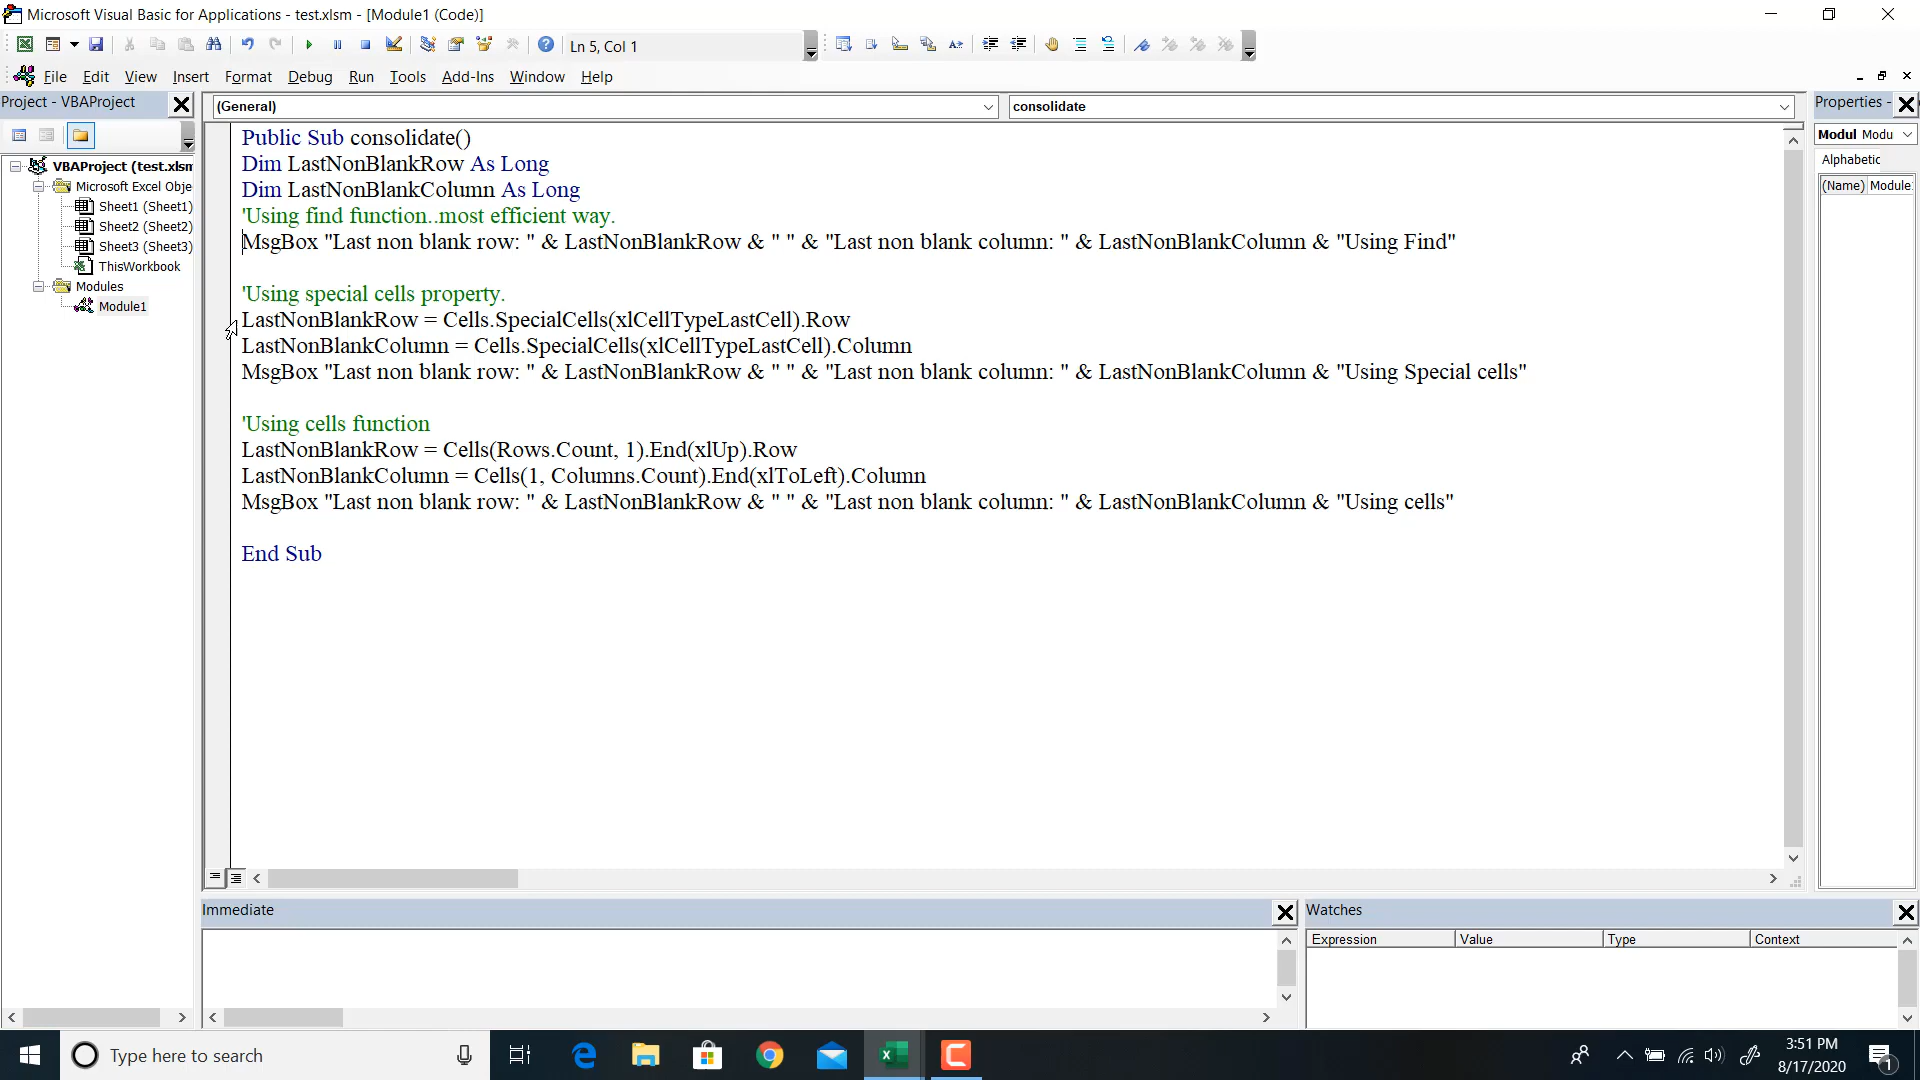 Microsoft Visual Basic for Applications - test.xlsm - [Module1 (Code)]
Ln 5, Col 1
File Edit View Insert Format Debug Run Tools Add-Ins Window Help
Project - VBAProject
(General)
consolidate
Properties -
Modul Modu
Alphabetic
(Name) Module
VBAProject (test.xlsm
Microsoft Excel Obje
Sheet1 (Sheet1)
Sheet2 (Sheet2)
Sheet3 (Sheet3)
ThisWorkbook
Modules
Module1
Public Sub consolidate()
Dim LastNonBlankRow As Long
Dim LastNonBlankColumn As Long
'Using find function..most efficient way.
MsgBox "Last non blank row: " & LastNonBlankRow & " " & "Last non blank column: " & LastNonBlankColumn & "Using Find"
'Using special cells property.
LastNonBlankRow = Cells.SpecialCells(xlCellTypeLastCell).Row
LastNonBlankColumn = Cells.SpecialCells(xlCellTypeLastCell).Column
MsgBox "Last non blank row: " & LastNonBlankRow & " " & "Last non blank column: " & LastNonBlankColumn & "Using Special cells"
'Using cells function
LastNonBlankRow = Cells(Rows.Count, 1).End(xlUp).Row
LastNonBlankColumn = Cells(1, Columns.Count).End(xlToLeft).Column
MsgBox "Last non blank row: " & LastNonBlankRow & " " & "Last non blank column: " & LastNonBlankColumn & "Using cells"
End Sub
Immediate
Watches
Expression Value Type Context
Type here to search
3:51 PM
8/17/2020
1